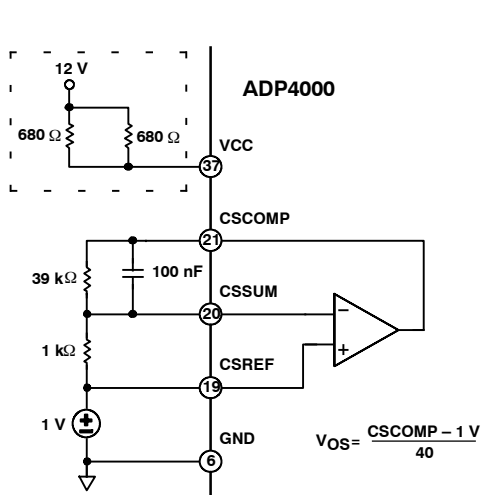 12 V
ADP4000
680 Ω
680 Ω
VCC
37
CSCOMP
21
39 kΩ
100 nF
CSSUM
20
−
1 kΩ
+
CSREF
19
1 V
GND
6
VOS= CSCOMP – 1 V
40